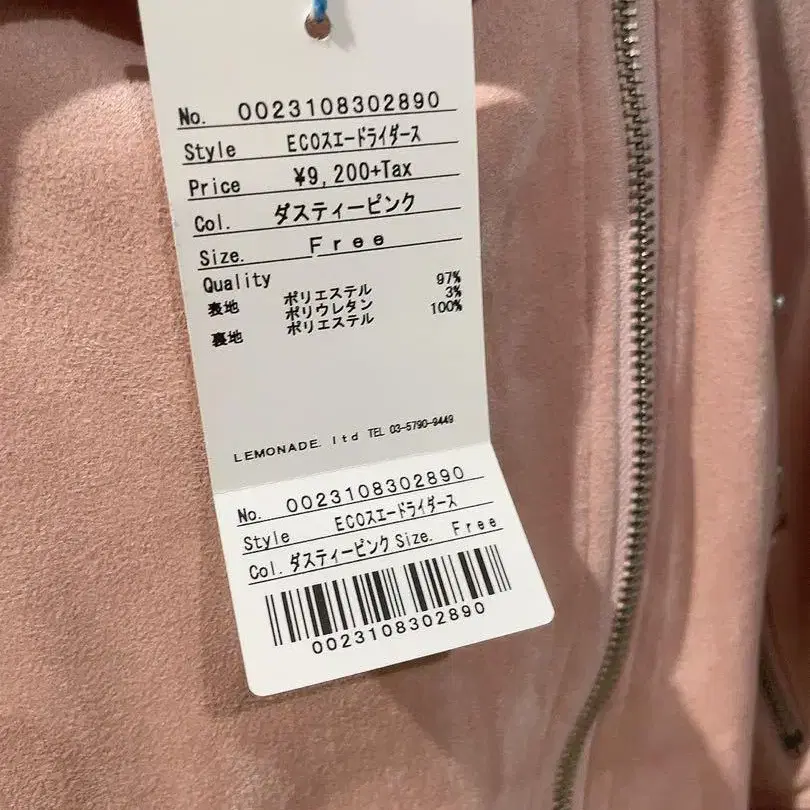 No. 0023108302890
Style ECOスエードライダース
Price ¥9,200+Tax
Col. ダスティーピンク
Size. Free
Quality
表地 ポリエステル 97%
ポリウレタン 3%
裏地 ポリエステル 100%
LEMONADE. ltd TEL 03-5790-9449
No. 0023108302890
Style ECOスエードライダース
Col. ダスティーピンク Size. Free
0023108302890